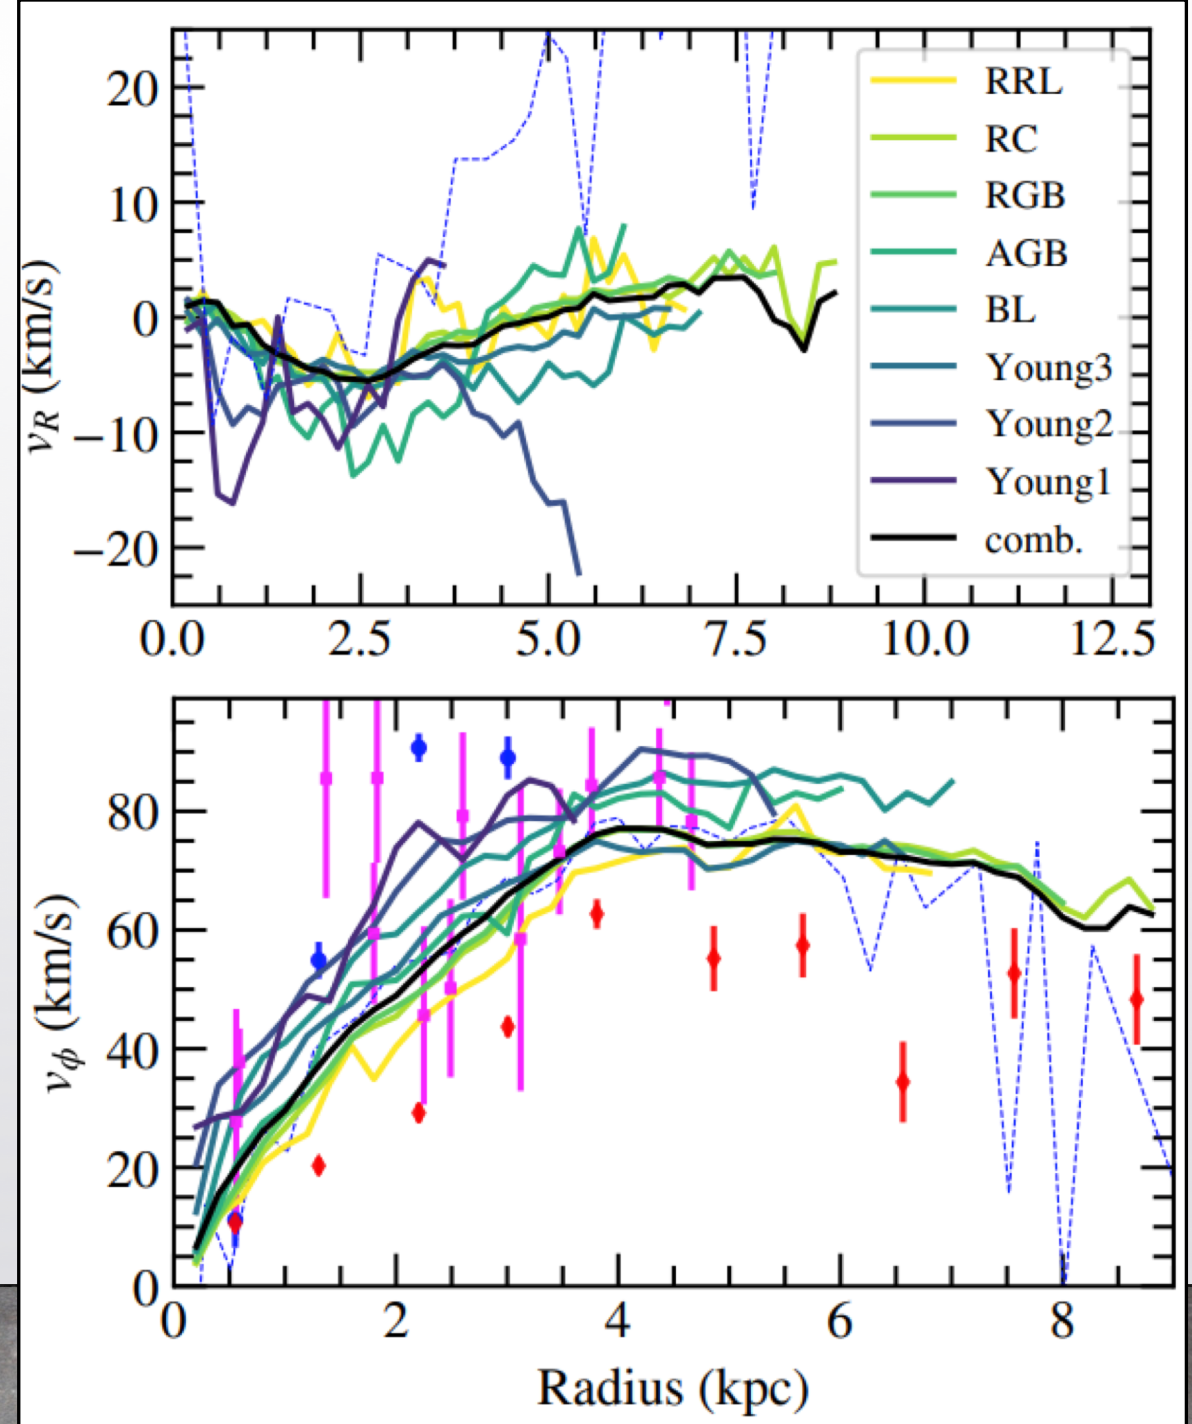 20
10
0
−10
−20
v_R (km/s)
RRL
RC
RGB
AGB
BL
Young3
Young2
Young1
comb.
0.0 2.5 5.0 7.5 10.0 12.5
80
60
40
20
0
v_ϕ (km/s)
0 2 4 6 8
Radius (kpc)